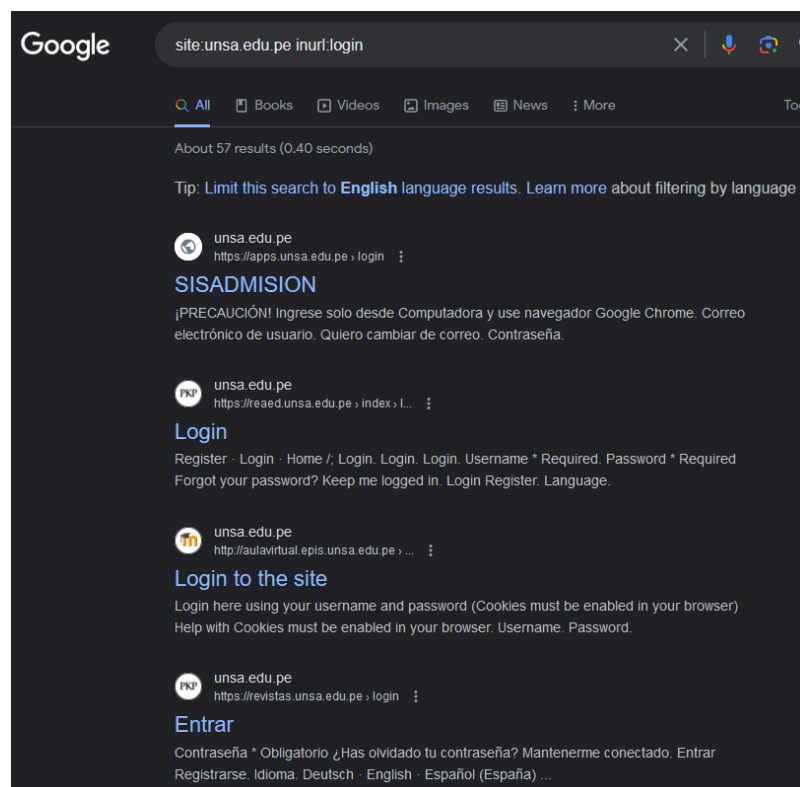 Google
site:unsa.edu.pe inurl:login
All Books Videos Images News More
About 57 results (0.40 seconds)
Tip: Limit this search to English language results. Learn more about filtering by language
unsa.edu.pe
https://apps.unsa.edu.pe › login
SISADMISION
¡PRECAUCIÓN! Ingrese solo desde Computadora y use navegador Google Chrome. Correo
electrónico de usuario. Quiero cambiar de correo. Contraseña.
PKP
unsa.edu.pe
https://reaed.unsa.edu.pe › index › l...
Login
Register · Login · Home /; Login. Login. Login. Username * Required. Password * Required
Forgot your password? Keep me logged in. Login Register. Language.
unsa.edu.pe
http://aulavirtual.epis.unsa.edu.pe › ...
Login to the site
Login here using your username and password (Cookies must be enabled in your browser)
Help with Cookies must be enabled in your browser. Username. Password.
PKP
unsa.edu.pe
https://revistas.unsa.edu.pe › login
Entrar
Contraseña * Obligatorio ¿Has olvidado tu contraseña? Mantenerme conectado. Entrar
Registrarse. Idioma. Deutsch · English · Español (España) ...